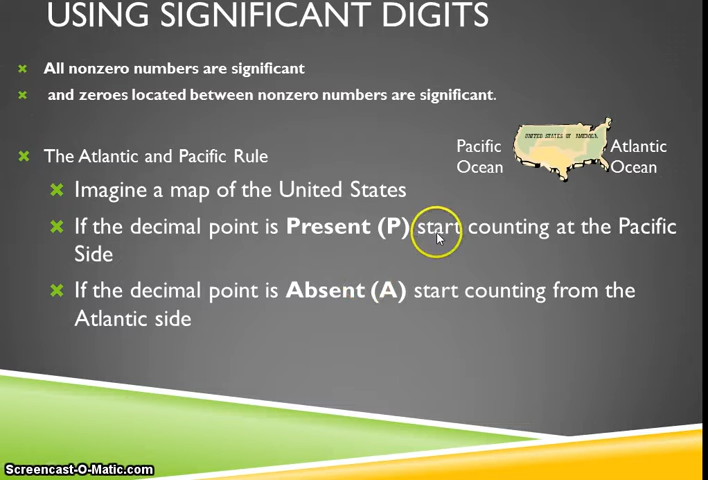 USING SIGNIFICANT DIGITS
All nonzero numbers are significant
and zeroes located between nonzero numbers are significant.
The Atlantic and Pacific Rule
Pacific
Ocean
UNITED STATES OF AMERICA
Atlantic
Ocean
Imagine a map of the United States
If the decimal point is Present (P) start counting at the Pacific
Side
If the decimal point is Absent (A) start counting from the
Atlantic side
Screencast-O-Matic.com